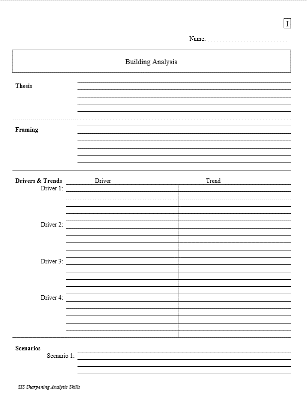 1
Name:
Building Analysis
Thesis
Framing
Drivers & Trends Driver Trend
Driver 1:
Driver 2:
Driver 3:
Driver 4:
Scenarios
Scenario 1:
Sharpening Analysis Skills